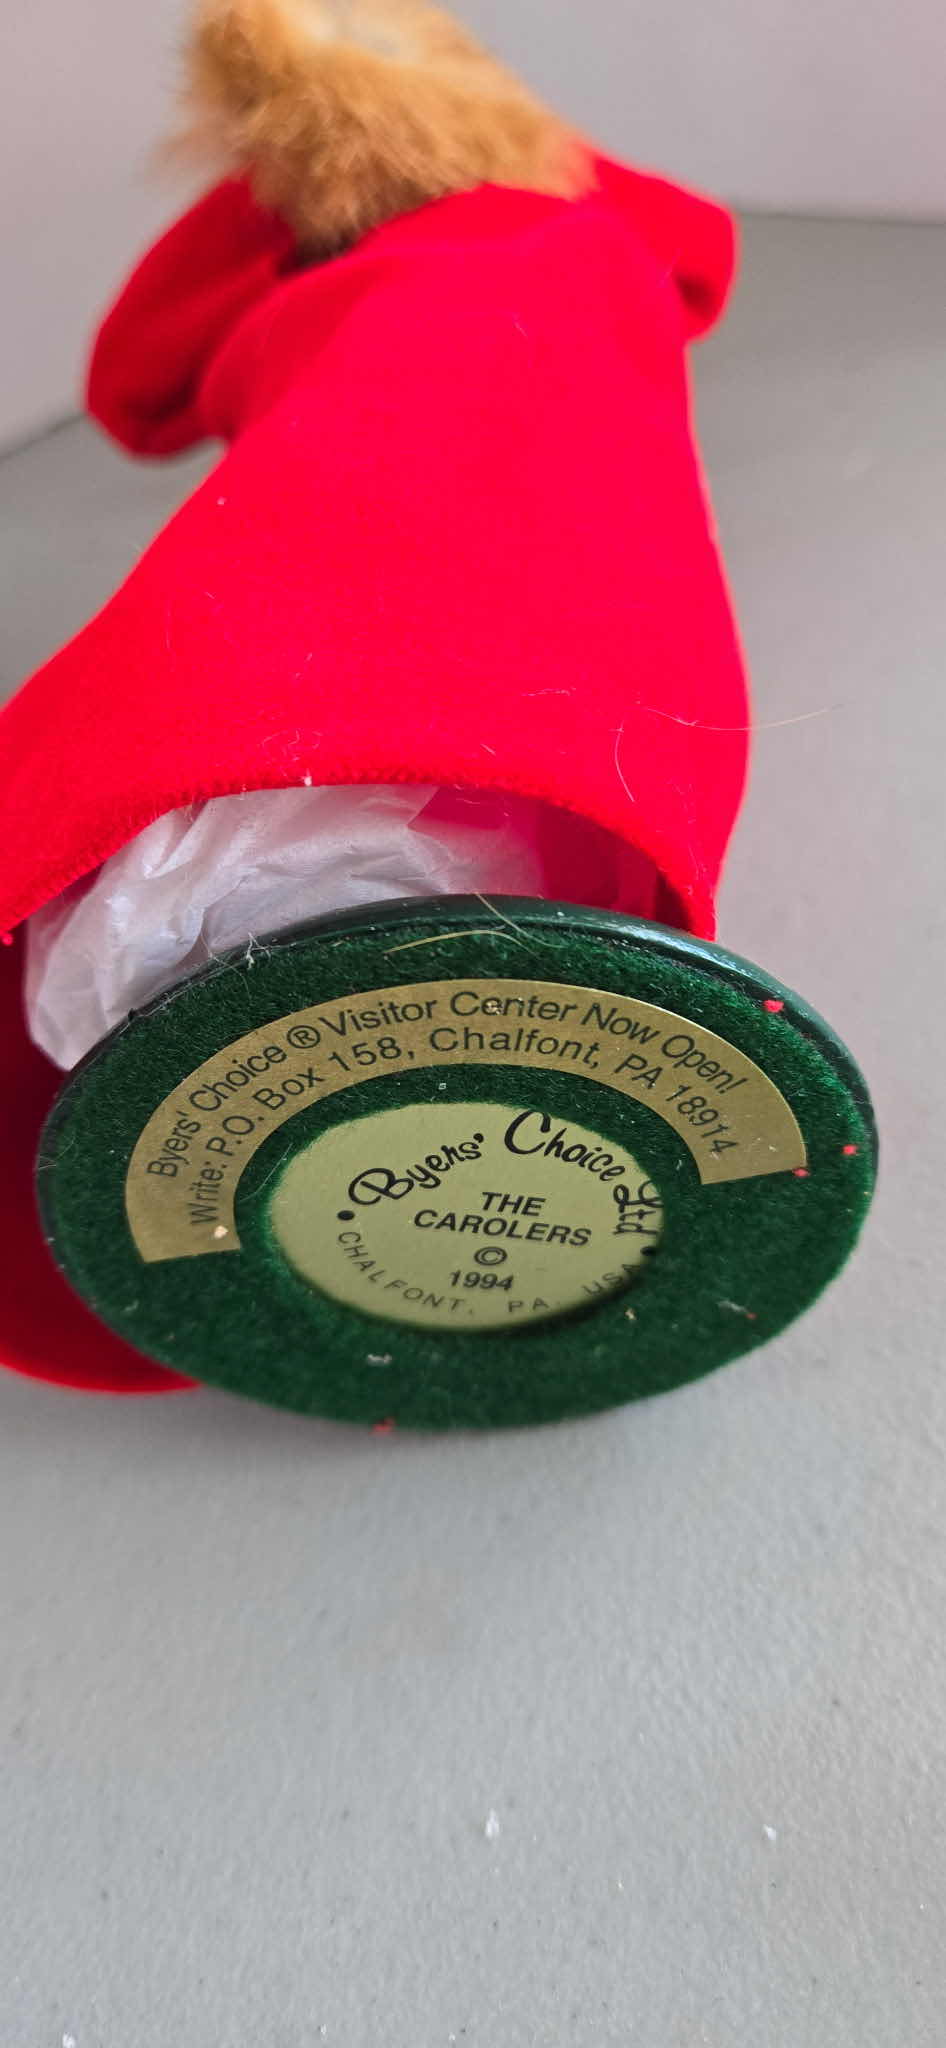 Byers' Choice ® Visitor Center Now Open!
Write: P.O. Box 158, Chalfont, PA 18914
Byers' Choice Ltd
THE
CAROLERS
©
1994
CHALFONT, PA. USA